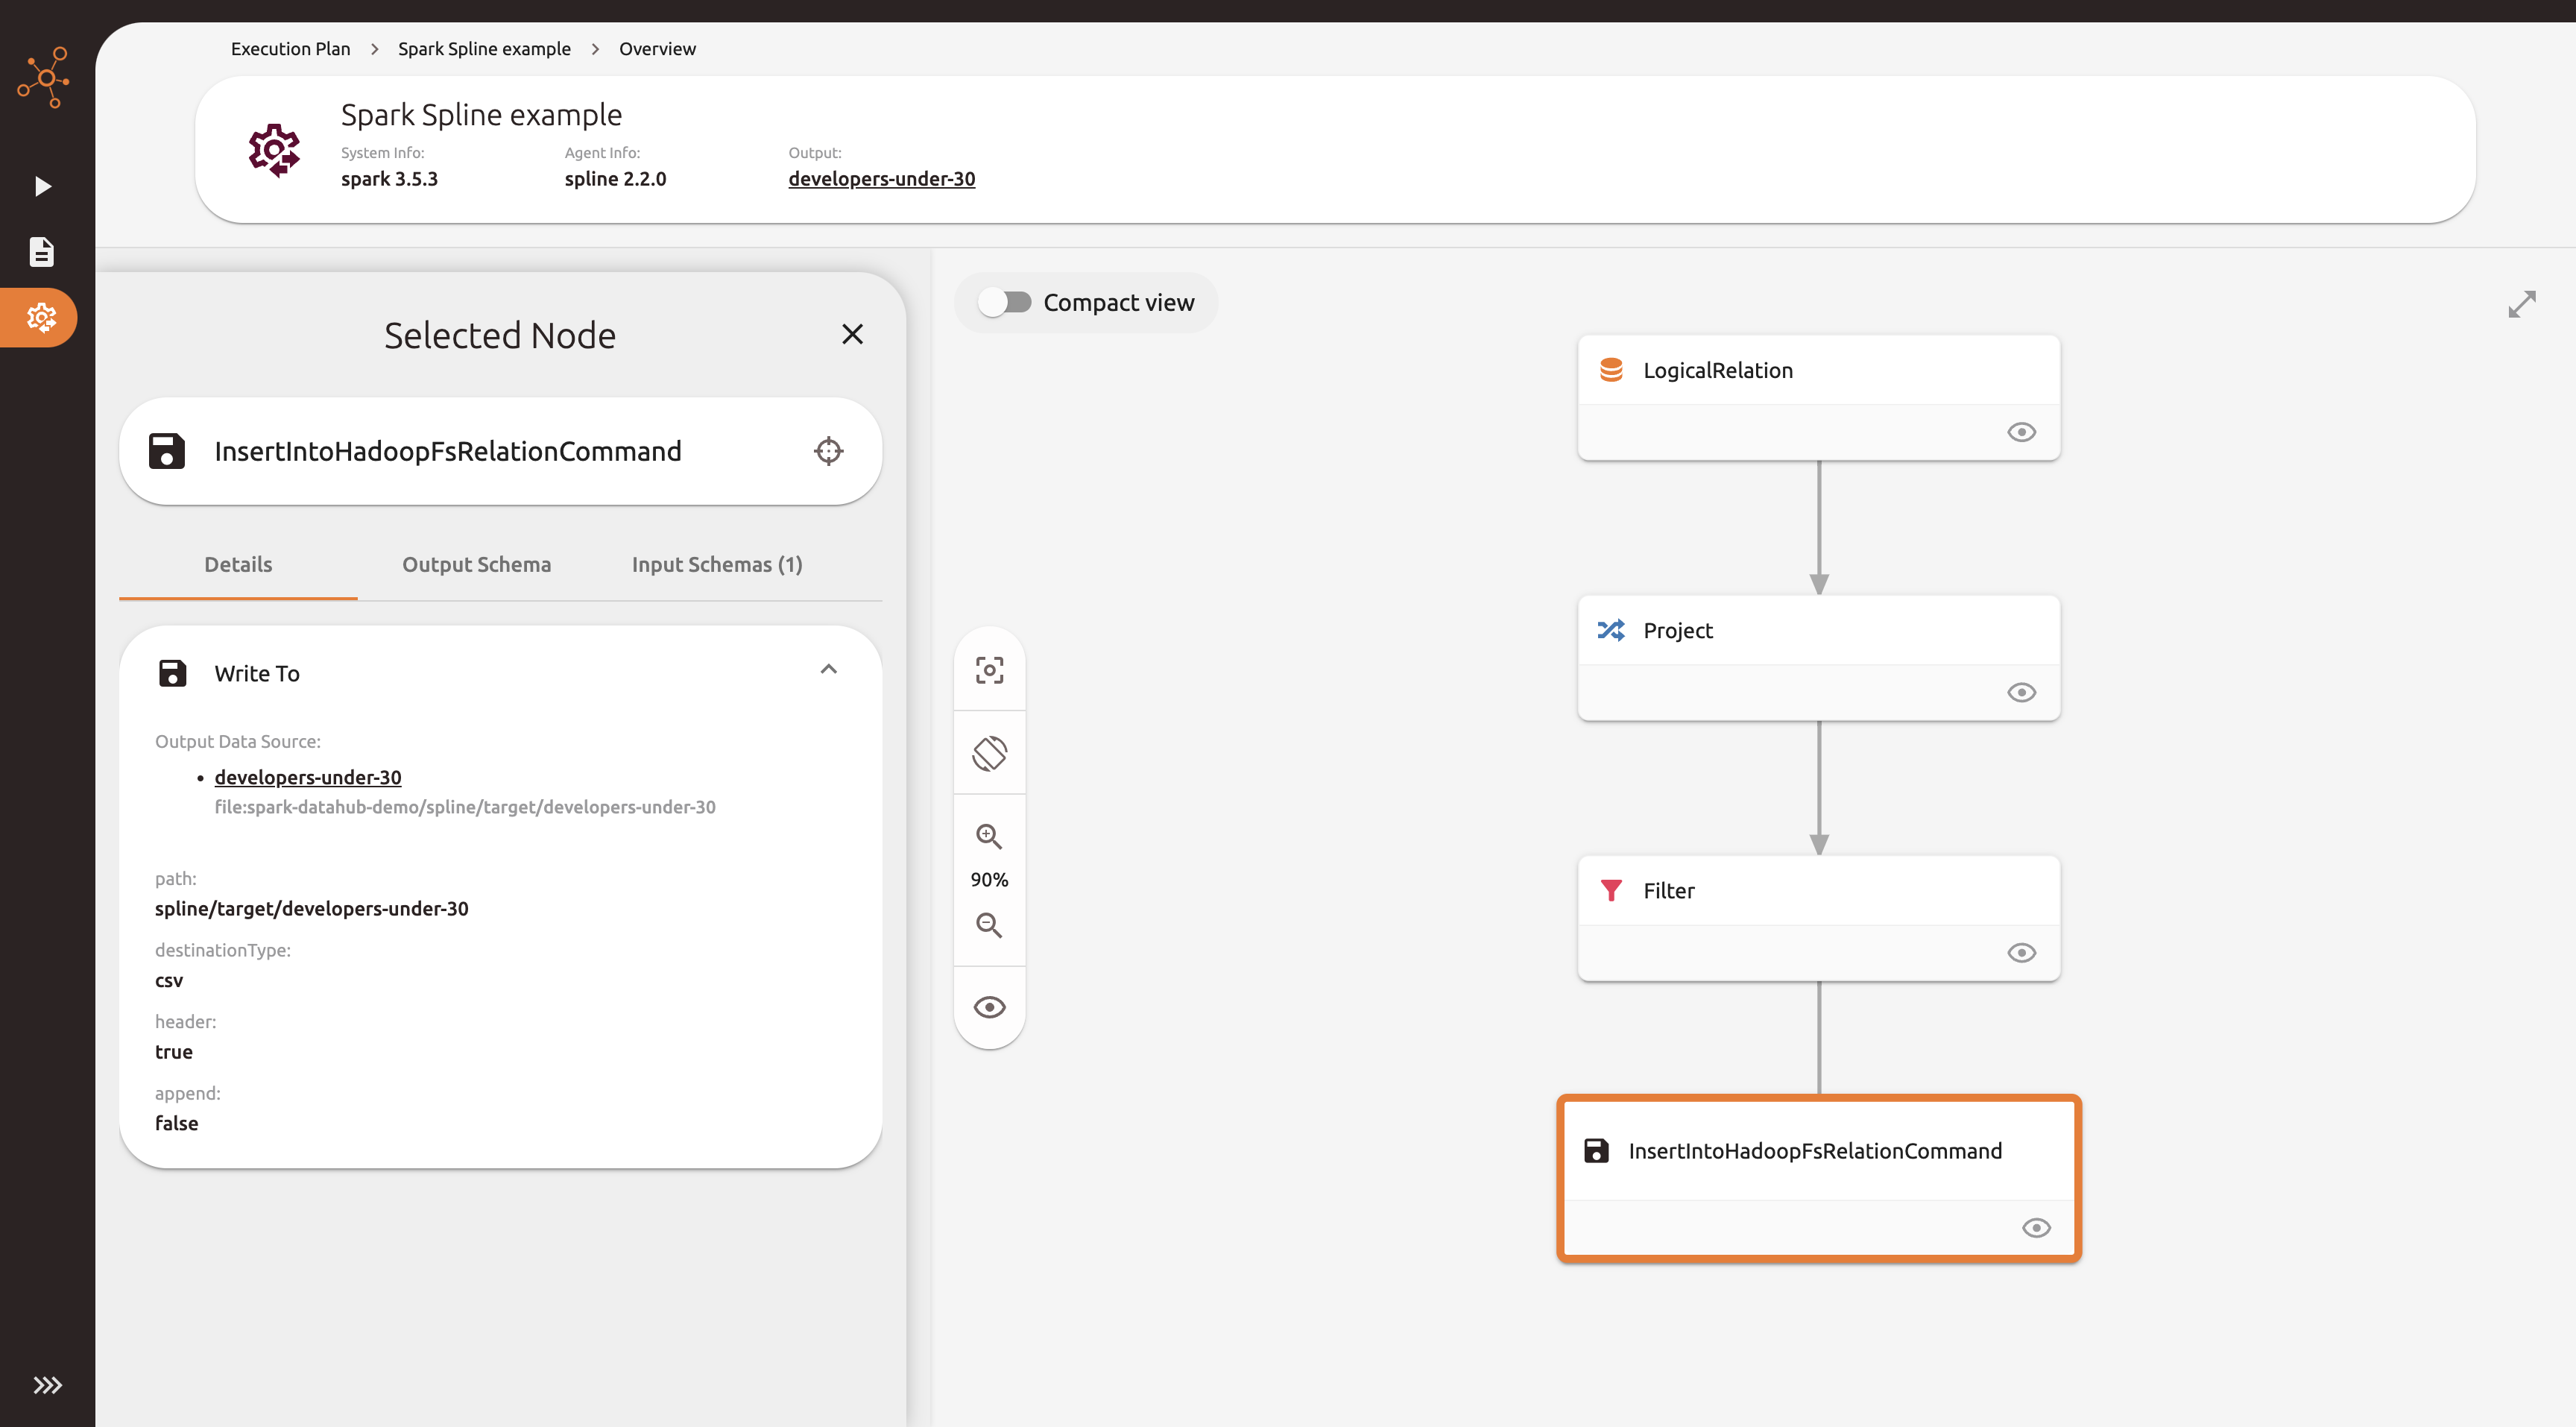 Execution Plan > Spark Spline example > Overview
Spark Spline example
System Info: Agent Info: Output:
spark 3.5.3 spline 2.2.0 developers-under-30
Selected Node
InsertIntoHadoopFsRelationCommand
Details Output Schema Input Schemas (1)
Write To
Output Data Source:
• developers-under-30
file:spark-datahub-demo/spline/target/developers-under-30
path:
spline/target/developers-under-30
destinationType:
csv
header:
true
append:
false
Compact view
90%
LogicalRelation
Project
Filter
InsertIntoHadoopFsRelationCommand